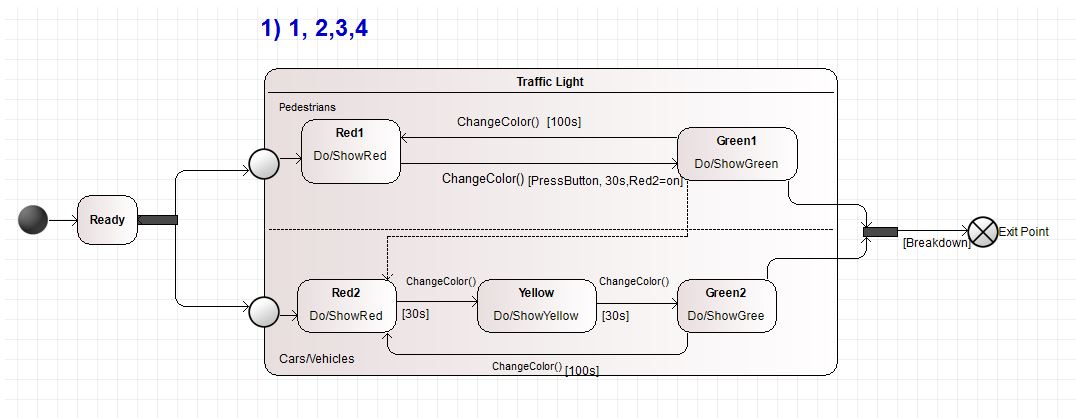 1) 1, 2,3,4
Traffic Light
Pedestrians
Red1
Do/ShowRed
ChangeColor() [100s]
Green1
Do/ShowGreen
ChangeColor() [PressButton, 30s,Red2=on]
Ready
[Breakdown]
Exit Point
Red2
Do/ShowRed
ChangeColor()
[30s]
Yellow
Do/ShowYellow
ChangeColor()
[30s]
Green2
Do/ShowGree
Cars/Vehicles
ChangeColor() [100s]